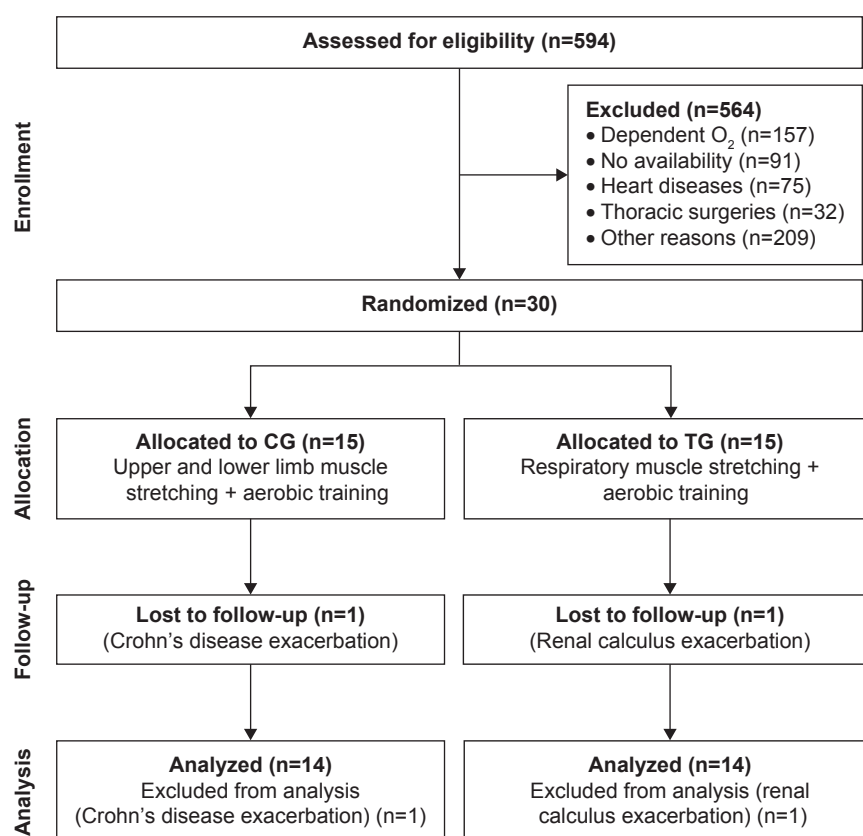 Assessed for eligibility (n=594)
Enrollment
Excluded (n=564)
• Dependent O₂ (n=157)
• No availability (n=91)
• Heart diseases (n=75)
• Thoracic surgeries (n=32)
• Other reasons (n=209)
Randomized (n=30)
Allocation
Allocated to CG (n=15)
Upper and lower limb muscle
stretching + aerobic training
Allocated to TG (n=15)
Respiratory muscle stretching +
aerobic training
Follow-up
Lost to follow-up (n=1)
(Crohn’s disease exacerbation)
Lost to follow-up (n=1)
(Renal calculus exacerbation)
Analysis
Analyzed (n=14)
Excluded from analysis
(Crohn’s disease exacerbation) (n=1)
Analyzed (n=14)
Excluded from analysis (renal
calculus exacerbation) (n=1)